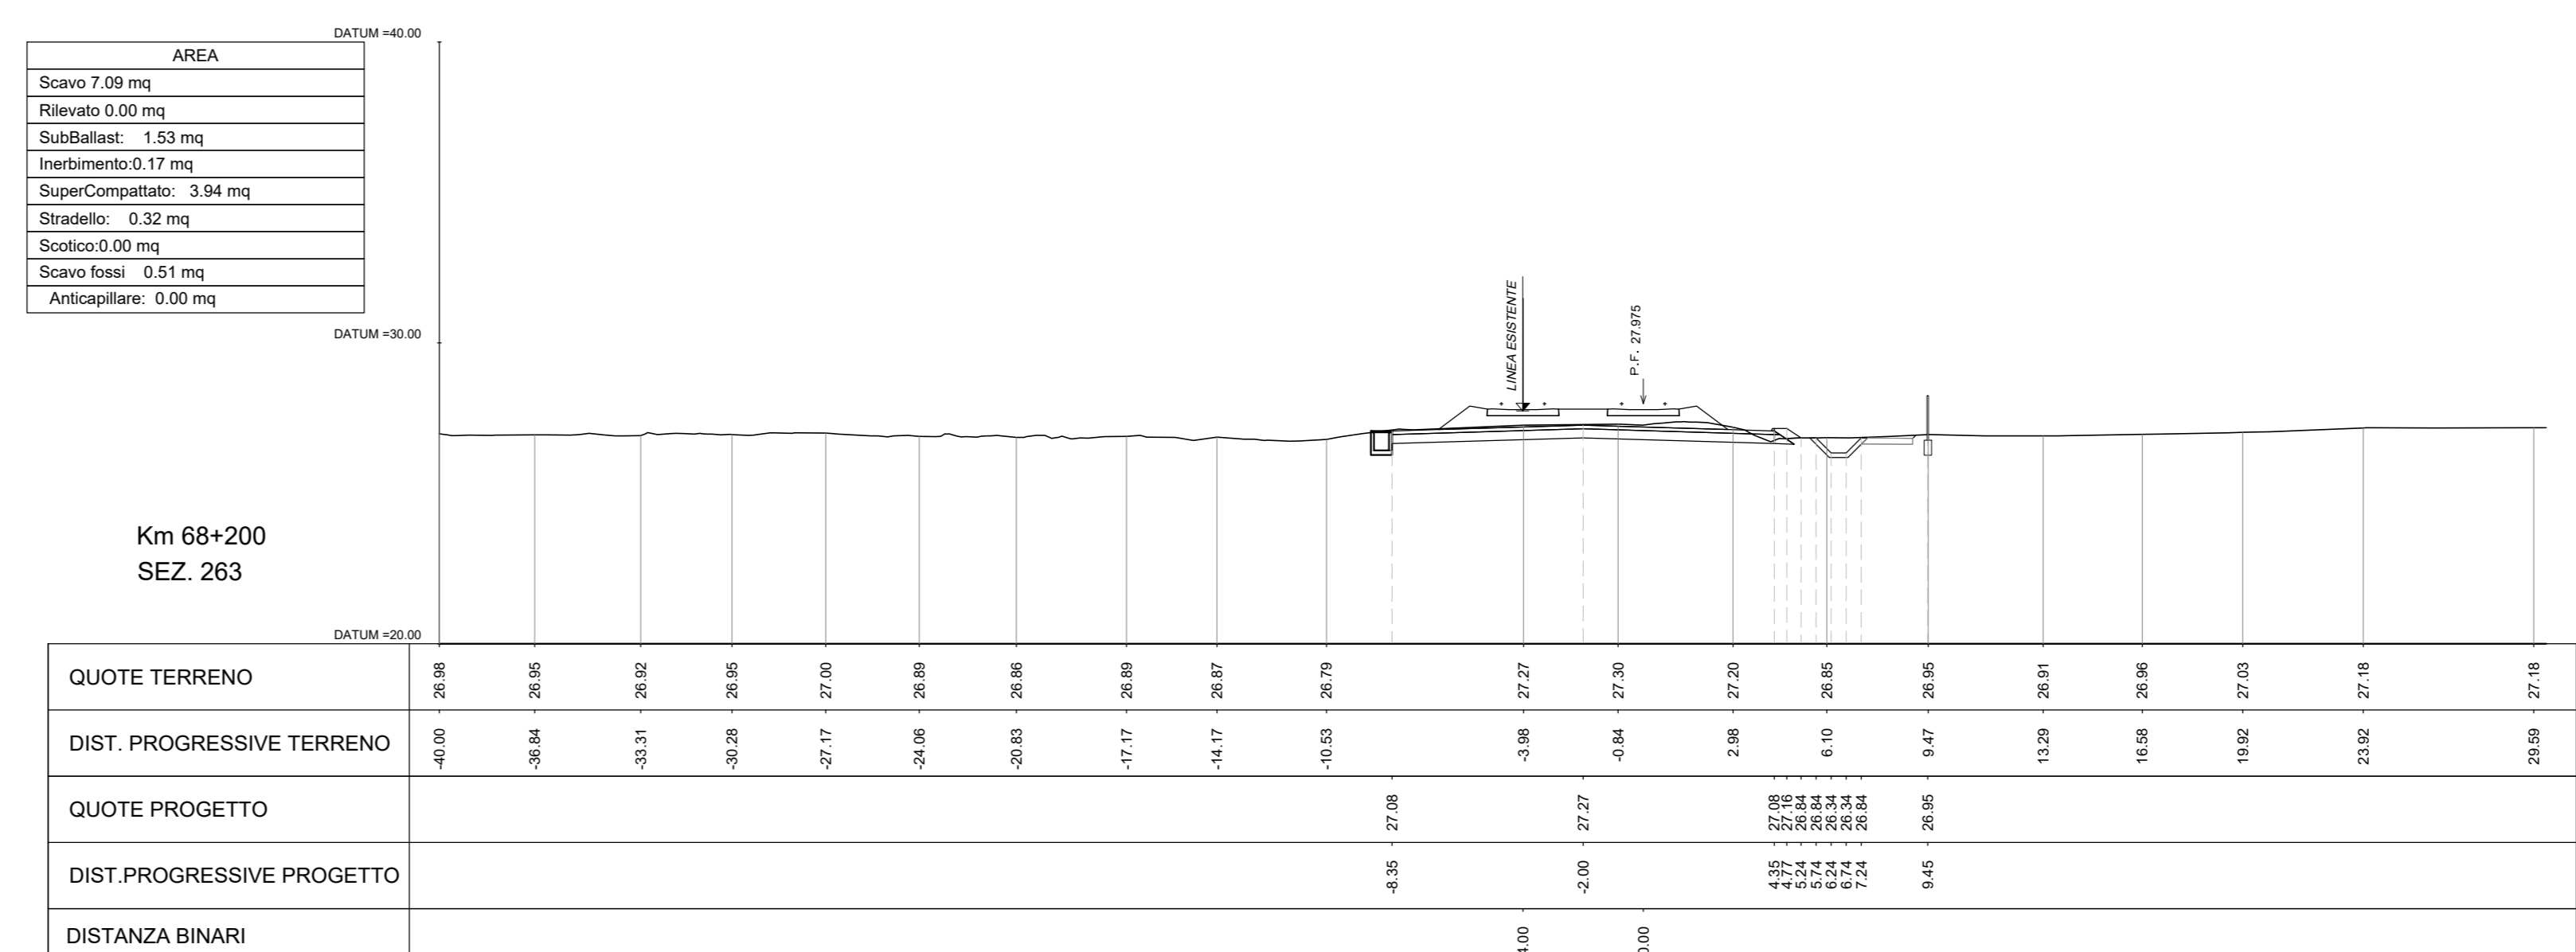 DATUM =40.00
AREA
Scavo 7.09 mq
Rilevato 0.00 mq
SubBallast: 1.53 mq
Inerbimento:0.17 mq
SuperCompattato: 3.94 mq
Stradello: 0.32 mq
Scotico:0.00 mq
Scavo fossi 0.51 mq
Anticapillare: 0.00 mq
DATUM =30.00
LINEA ESISTENTE
P.F. 27.975
Km 68+200
SEZ. 263
DATUM =20.00
QUOTE TERRENO 26.98 26.95 26.92 26.95 27.00 26.89 26.86 26.89 26.87 26.79 27.27 27.30 27.20 26.85 26.95 26.91 26.96 27.03 27.18 27.18
DIST. PROGRESSIVE TERRENO -40.00 -36.84 -33.31 -30.28 -27.17 -24.06 -20.83 -17.17 -14.17 -10.53 -3.98 -0.84 2.98 6.10 9.47 13.29 16.58 19.92 23.92 29.59
QUOTE PROGETTO 27.08 27.27 27.08 27.16 26.84 26.84 26.34 26.34 26.84 26.95
DIST.PROGRESSIVE PROGETTO -8.35 -2.00 4.35 4.77 5.24 5.74 6.24 6.74 7.24 9.45
DISTANZA BINARI